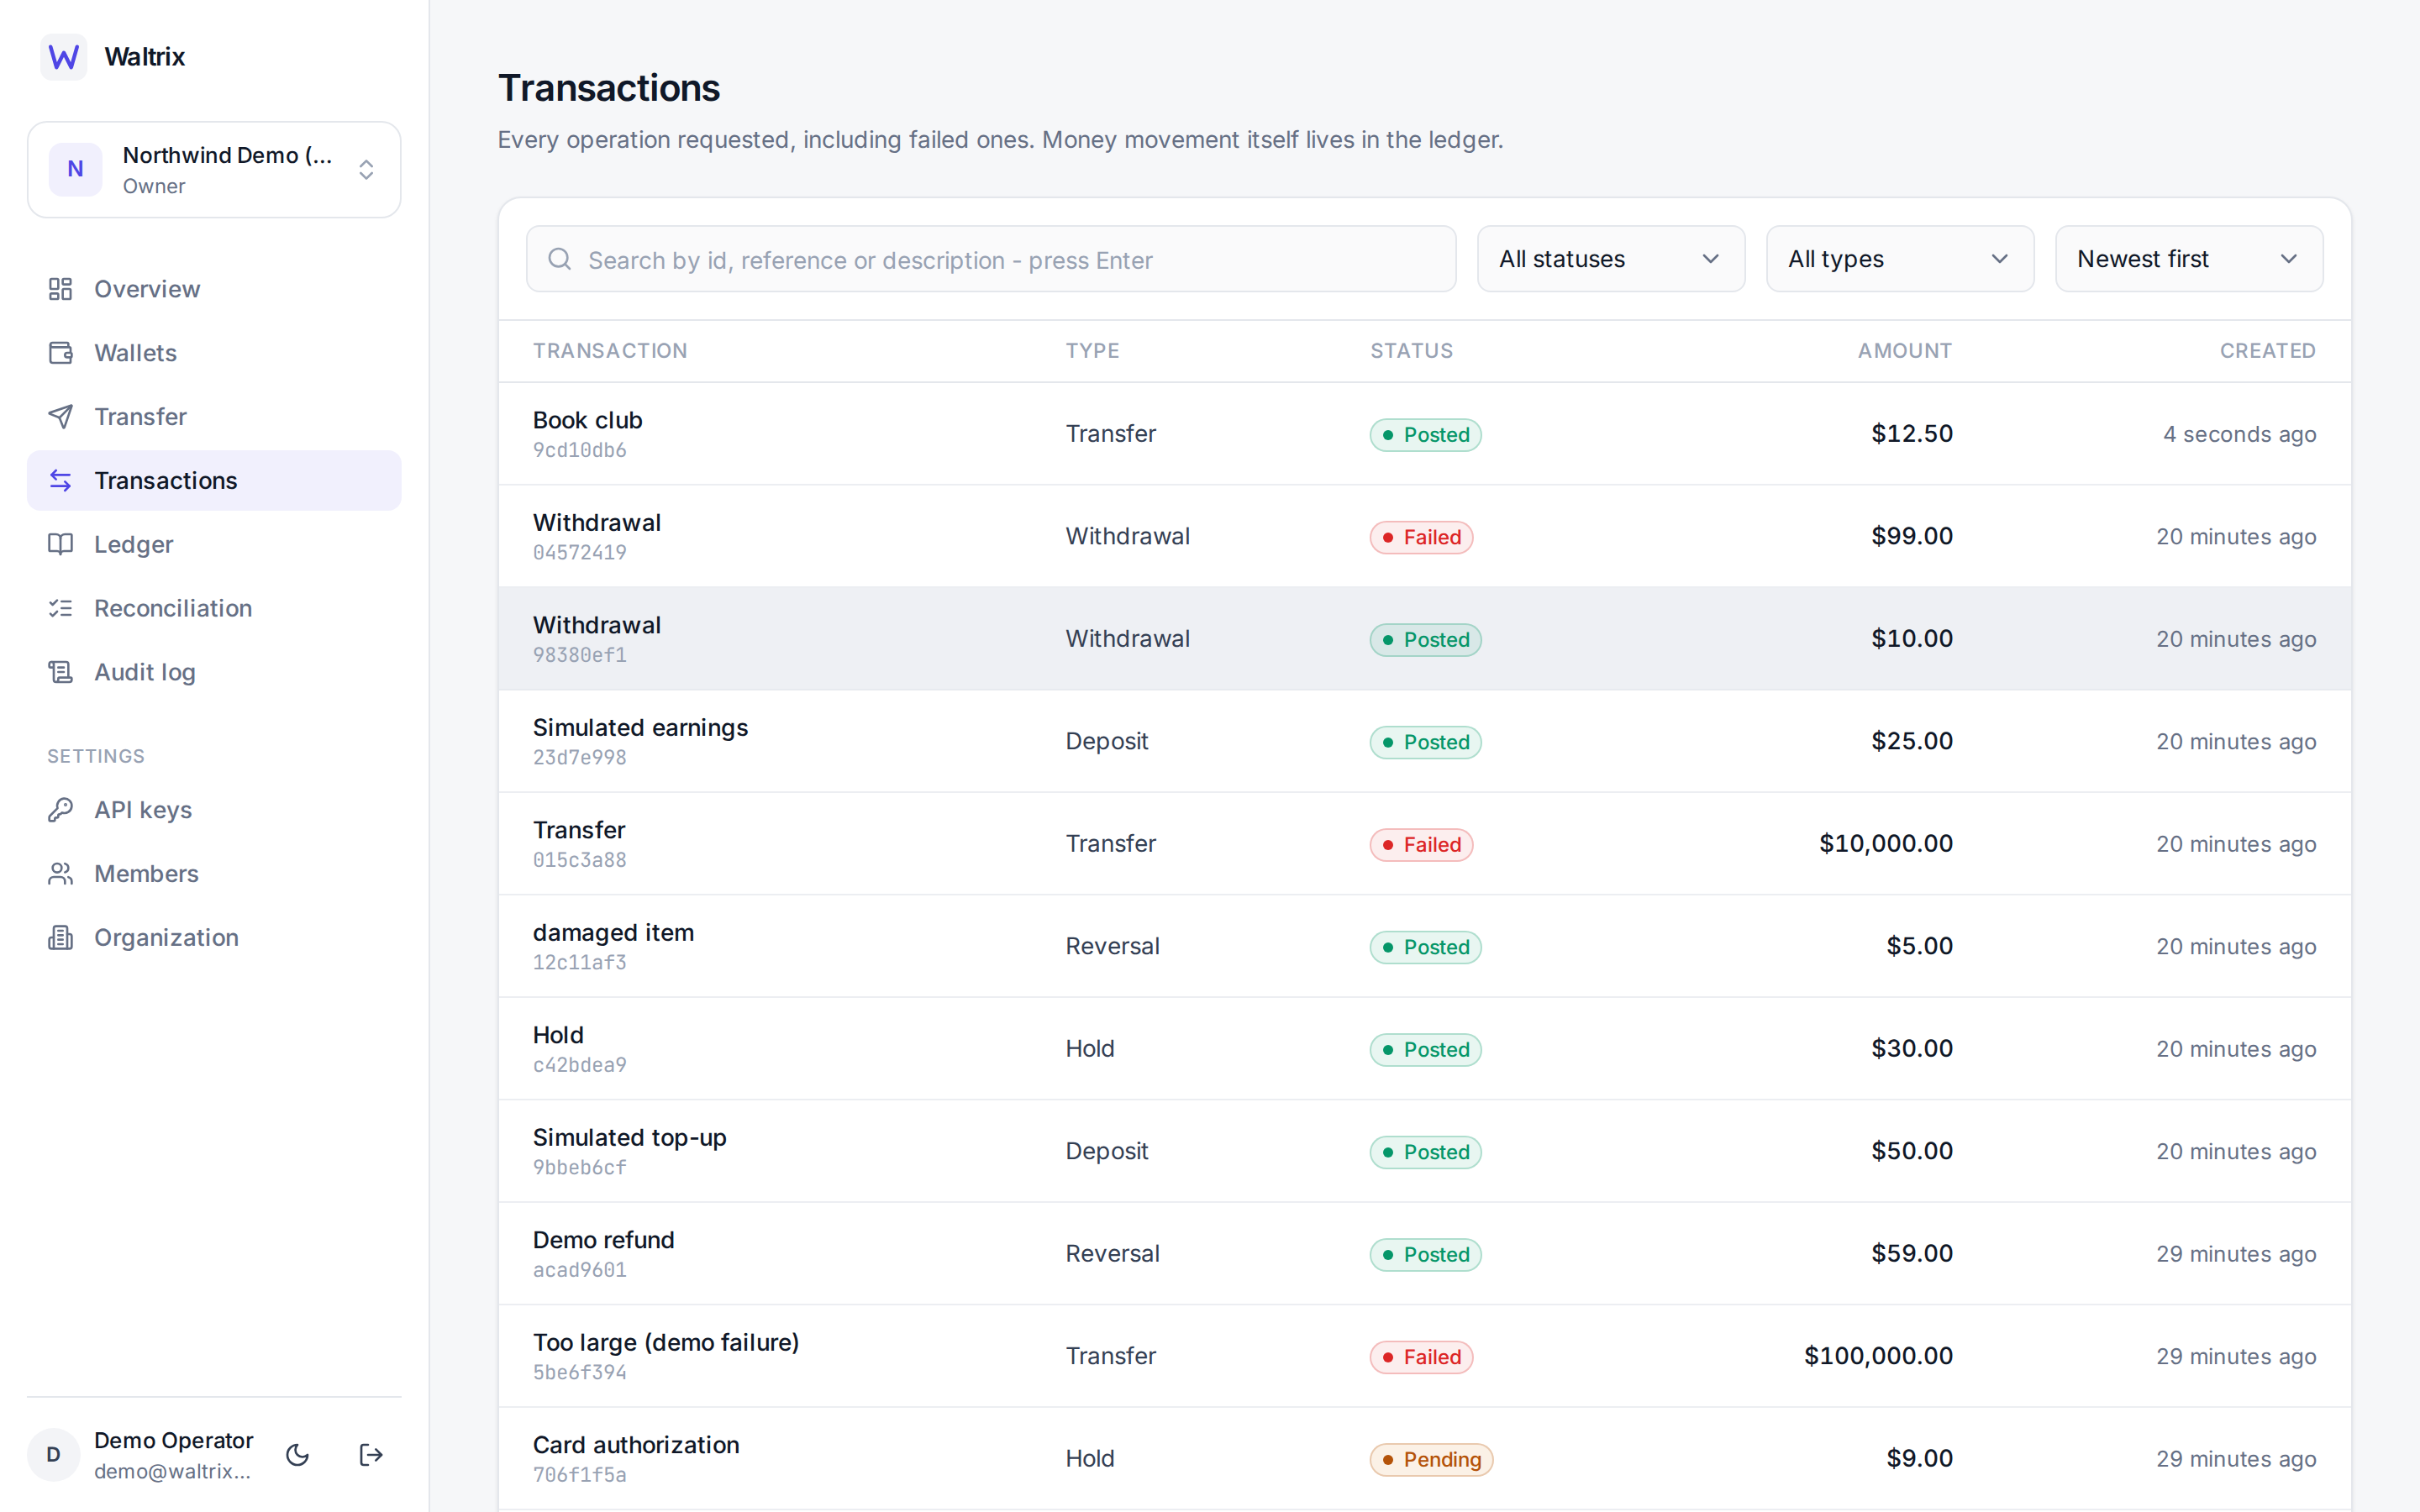 Waltrix
N
Northwind Demo (...
Owner
Overview
Wallets
Transfer
Transactions
Ledger
Reconciliation
Audit log
SETTINGS
API keys
Members
Organization
D
Demo Operator
demo@waltrix...
Transactions
Every operation requested, including failed ones. Money movement itself lives in the ledger.
Search by id, reference or description - press Enter
All statuses
All types
Newest first
TRANSACTION TYPE STATUS AMOUNT CREATED
Book club
9cd10db6
Transfer Posted $12.50 4 seconds ago
Withdrawal
04572419
Withdrawal Failed $99.00 20 minutes ago
Withdrawal
98380ef1
Withdrawal Posted $10.00 20 minutes ago
Simulated earnings
23d7e998
Deposit Posted $25.00 20 minutes ago
Transfer
015c3a88
Transfer Failed $10,000.00 20 minutes ago
damaged item
12c11af3
Reversal Posted $5.00 20 minutes ago
Hold
c42bdea9
Hold Posted $30.00 20 minutes ago
Simulated top-up
9bbeb6cf
Deposit Posted $50.00 20 minutes ago
Demo refund
acad9601
Reversal Posted $59.00 29 minutes ago
Too large (demo failure)
5be6f394
Transfer Failed $100,000.00 29 minutes ago
Card authorization
706f1f5a
Hold Pending $9.00 29 minutes ago